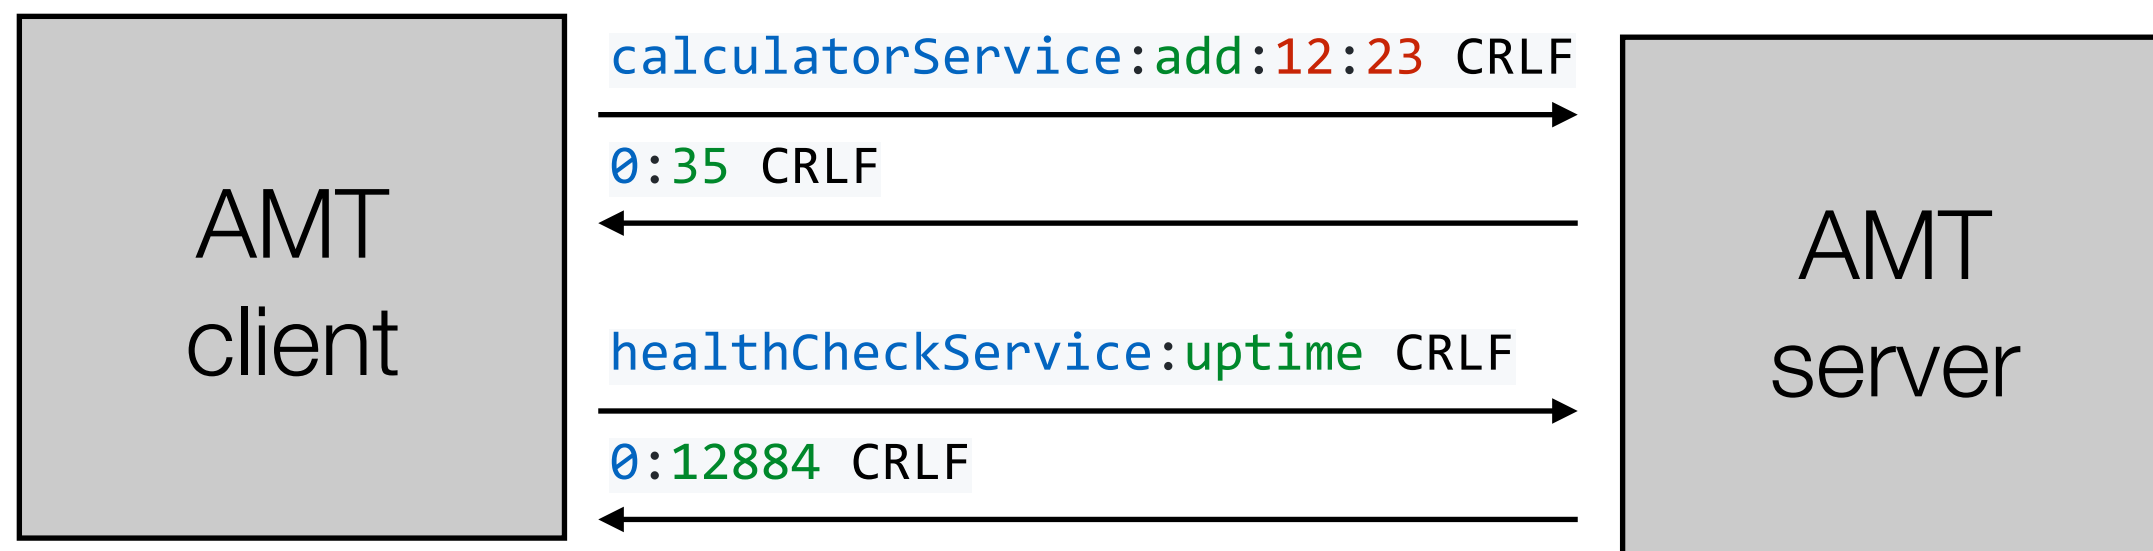 AMT
client
calculatorService:add:12:23 CRLF
0:35 CRLF
healthCheckService:uptime CRLF
0:12884 CRLF
AMT
server